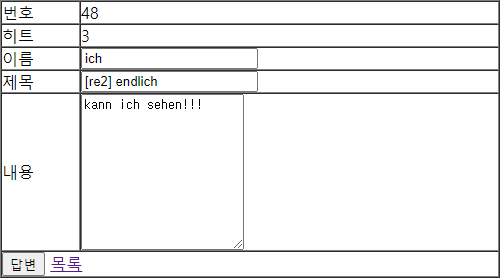 번호 48
히트 3
이름 ich
제목 [re2] endlich
내용 kann ich sehen!!!
답변 목록